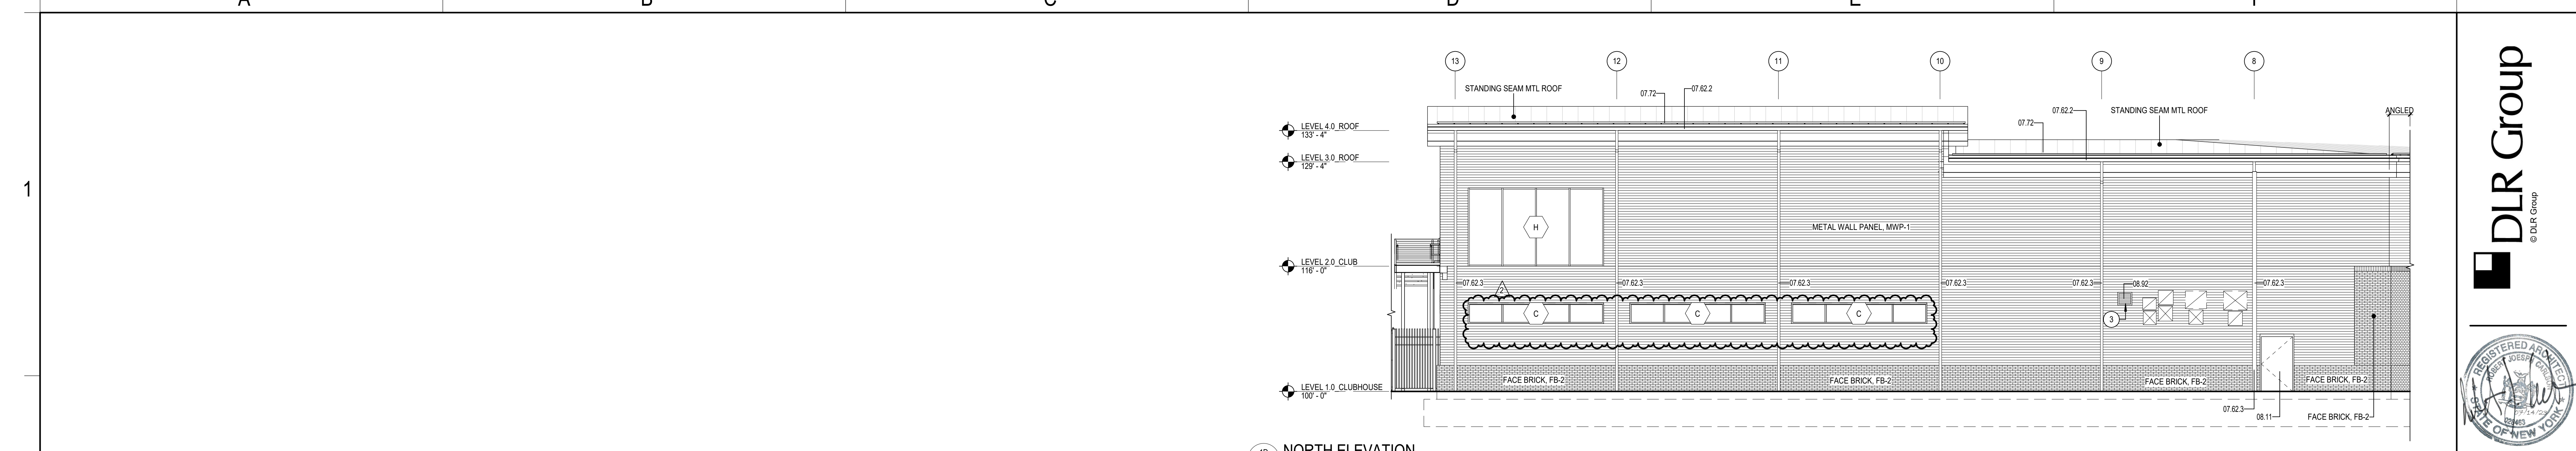 A B C D E F
13 12 11 10 9 8
STANDING SEAM MTL ROOF
07.72
07.62.2
07.62.2
STANDING SEAM MTL ROOF
ANGLED
07.72
LEVEL 4.0_ROOF
133' - 4"
LEVEL 3.0_ROOF
129' - 4"
1
H
METAL WALL PANEL, MWP-1
LEVEL 2.0_CLUB
116' - 0"
07.62.3
2
07.62.3
07.62.3
07.62.3
07.62.3
08.92
07.62.3
C
C
C
3
FACE BRICK, FB-2
FACE BRICK, FB-2
FACE BRICK, FB-2
FACE BRICK, FB-2
LEVEL 1.0_CLUBHOUSE
100' - 0"
07.62.3
08.11
FACE BRICK, FB-2
NORTH ELEVATION
DLR Group
© DLR Group
REGISTERED ARCHITECT
STATE OF NEW YORK